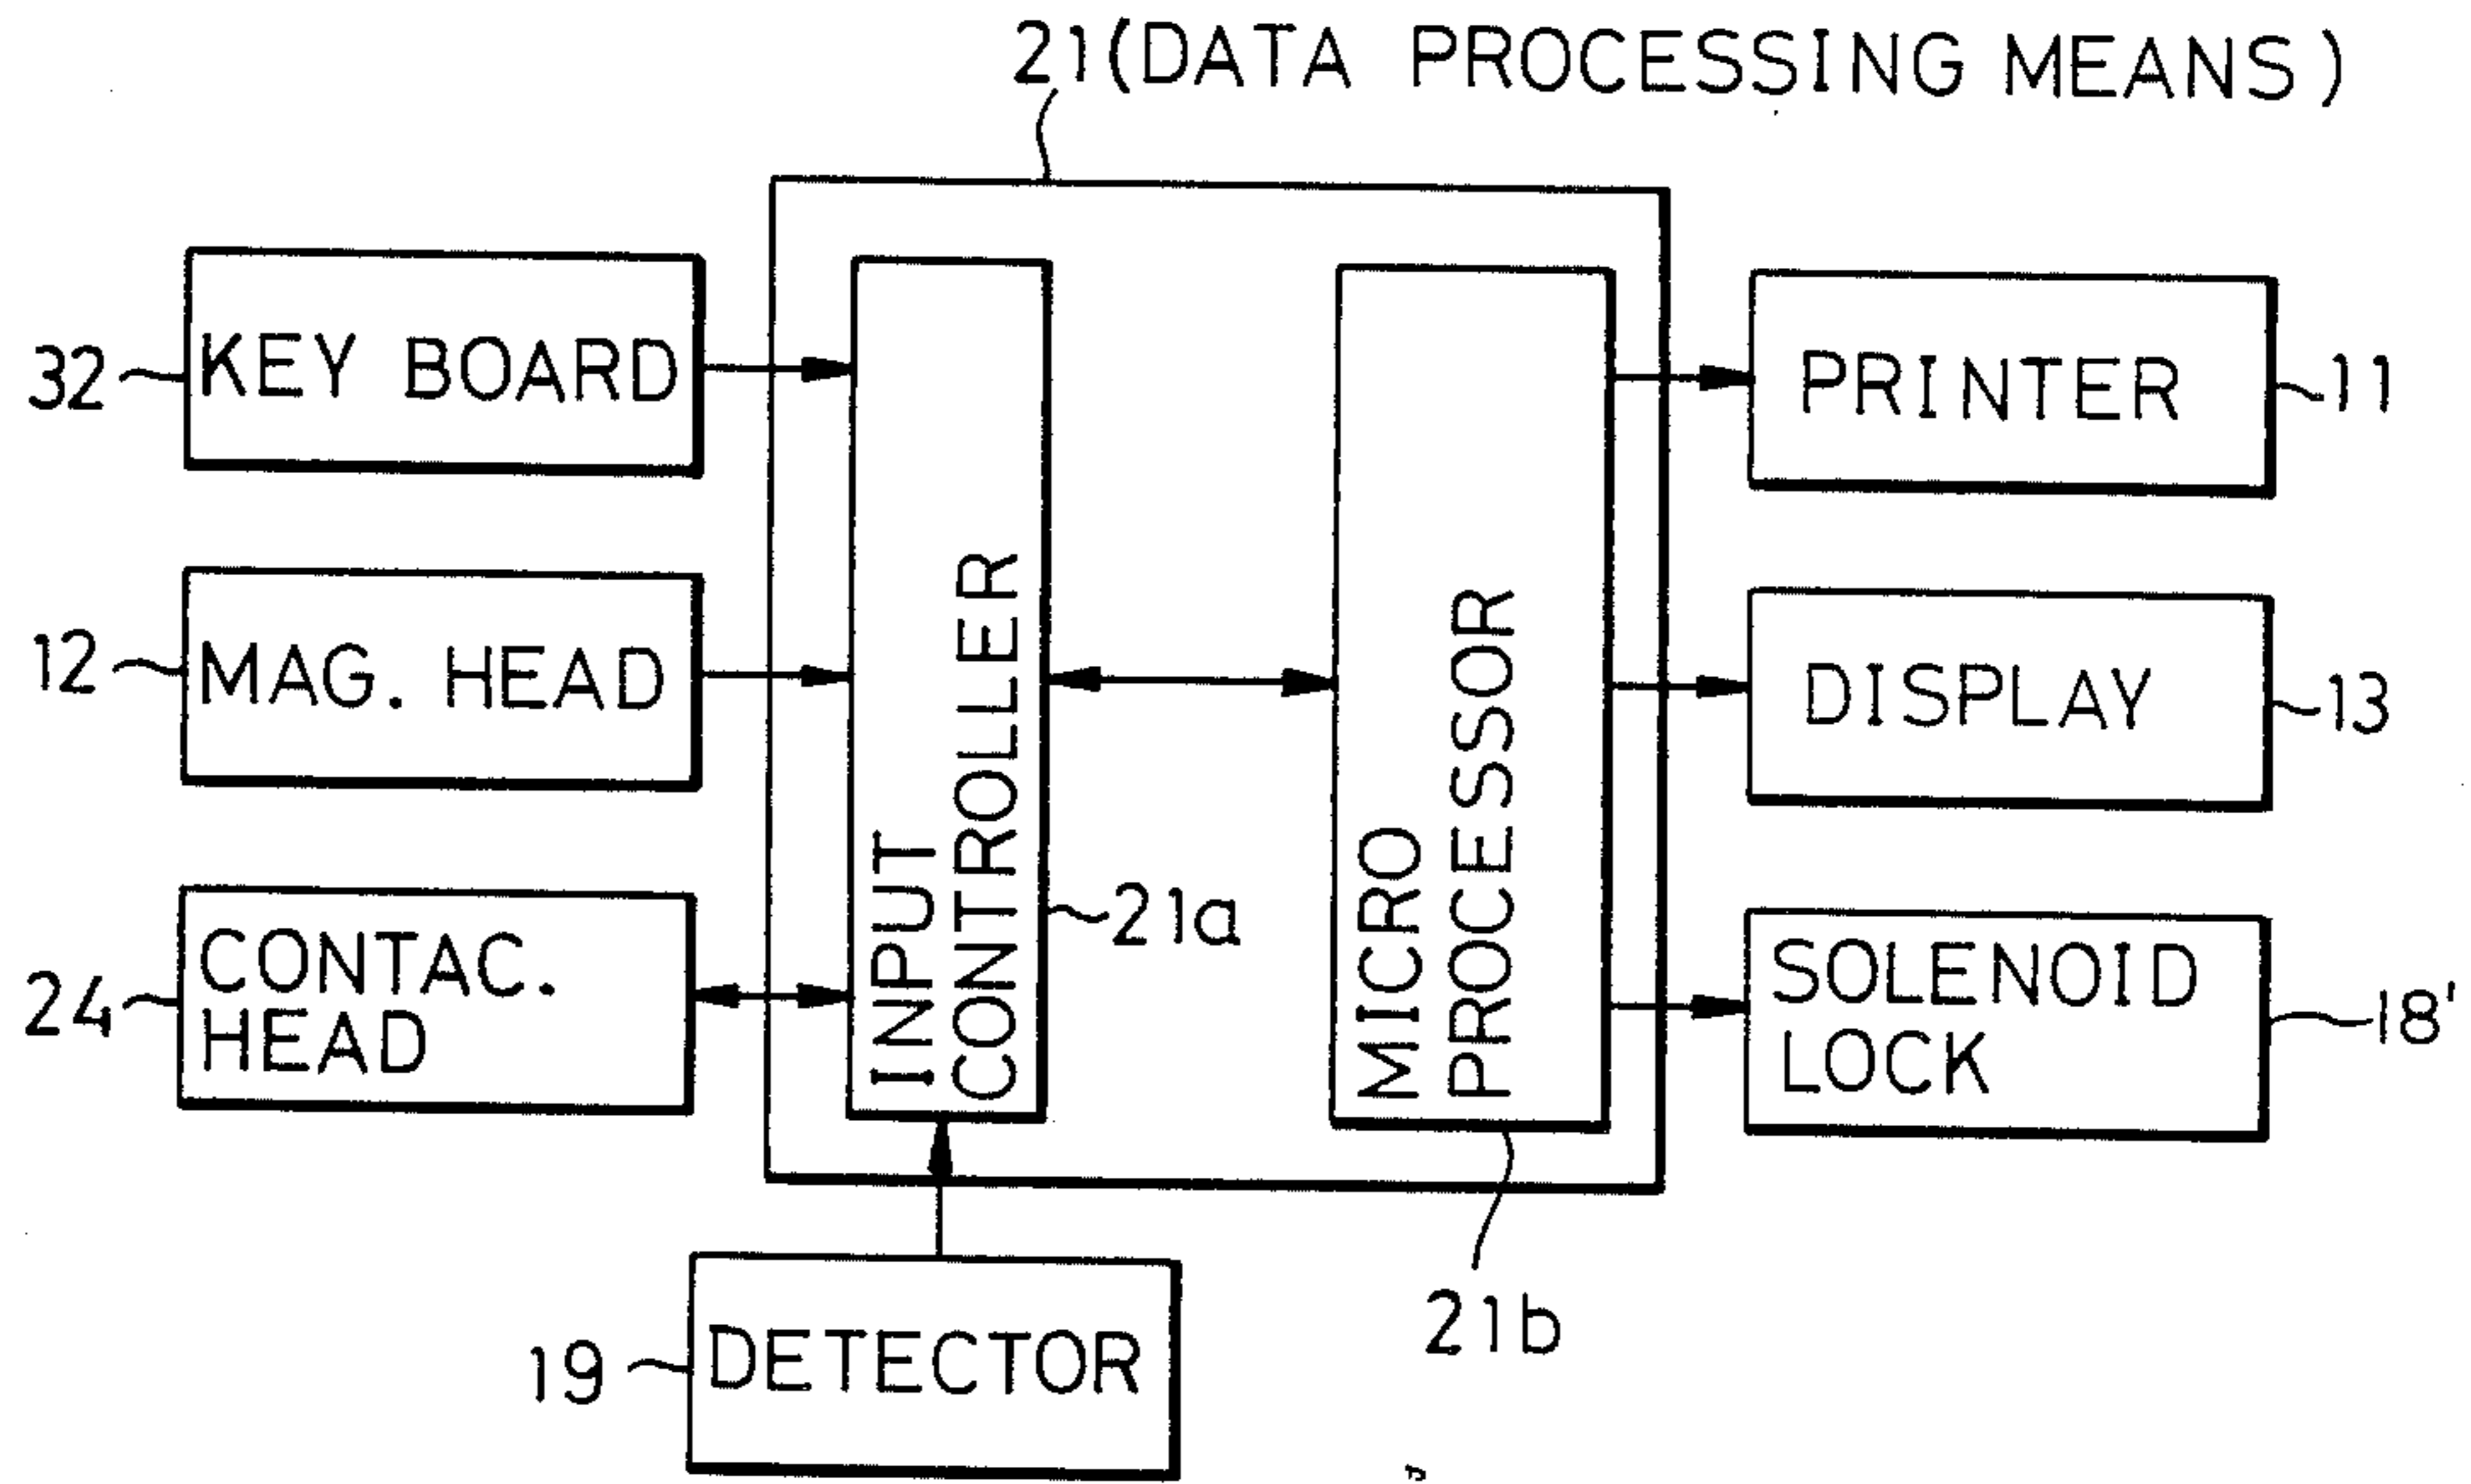 21(DATA PROCESSING MEANS)
32
KEY BOARD
12
MAG. HEAD
24
CONTAC.
HEAD
INPUT
CONTROLLER
21a
MICRO
PROCESSOR
21b
PRINTER
11
DISPLAY
13
SOLENOID
LOCK
18'
19
DETECTOR